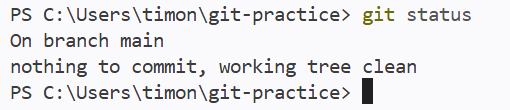 PS C:\Users\timon\git-practice> git status
On branch main
nothing to commit, working tree clean
PS C:\Users\timon\git-practice>